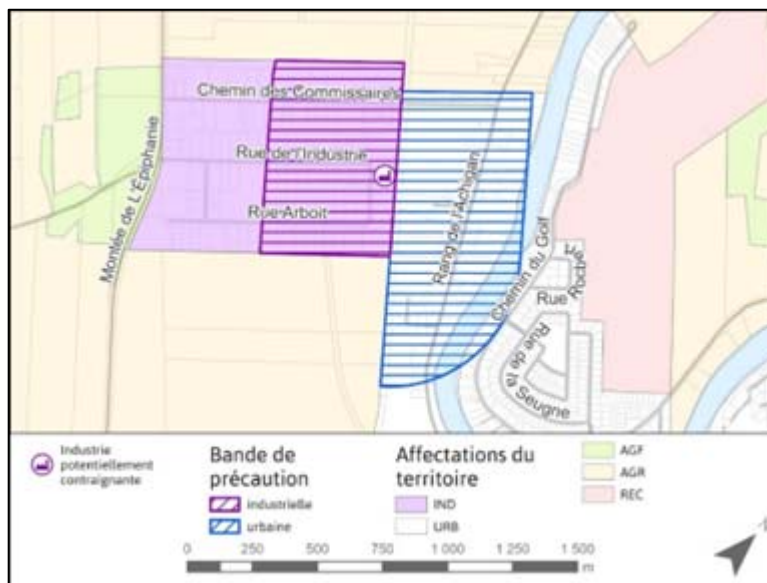 Chemin des Commissaires
Rue de l'Industrie
Rue Arboit
Montée de L'Épiphanie
Rang de l'Achigan
Chemin du Golf
Rue
Rue de la Seugne
Industrie
potentiellement
contraignante
Bande de
précaution
industrielle
urbaine
Affectations du
territoire
IND
URB
AGF
AGR
REC
0 250 500 750 1 000 1 250 1 500
m